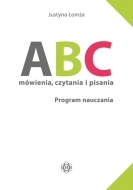 Justyna Łomża
ABC
mówienia, czytania i pisania
Program nauczania